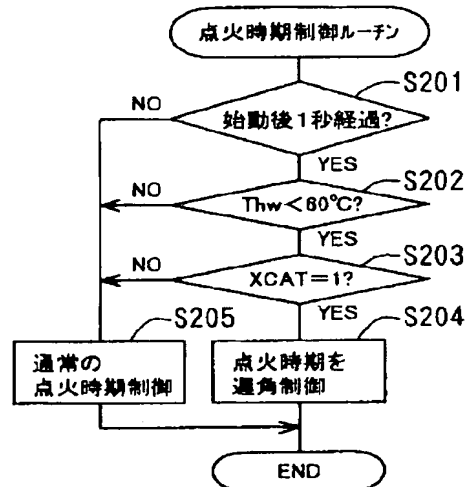 点火時期制御ルーチン
S201
NO
始動後1秒経過?
YES
S202
NO
Thw<60℃?
YES
S203
NO
XCAT=1?
YES
S205
S204
通常の
点火時期制御
点火時期を
遅角制御
END